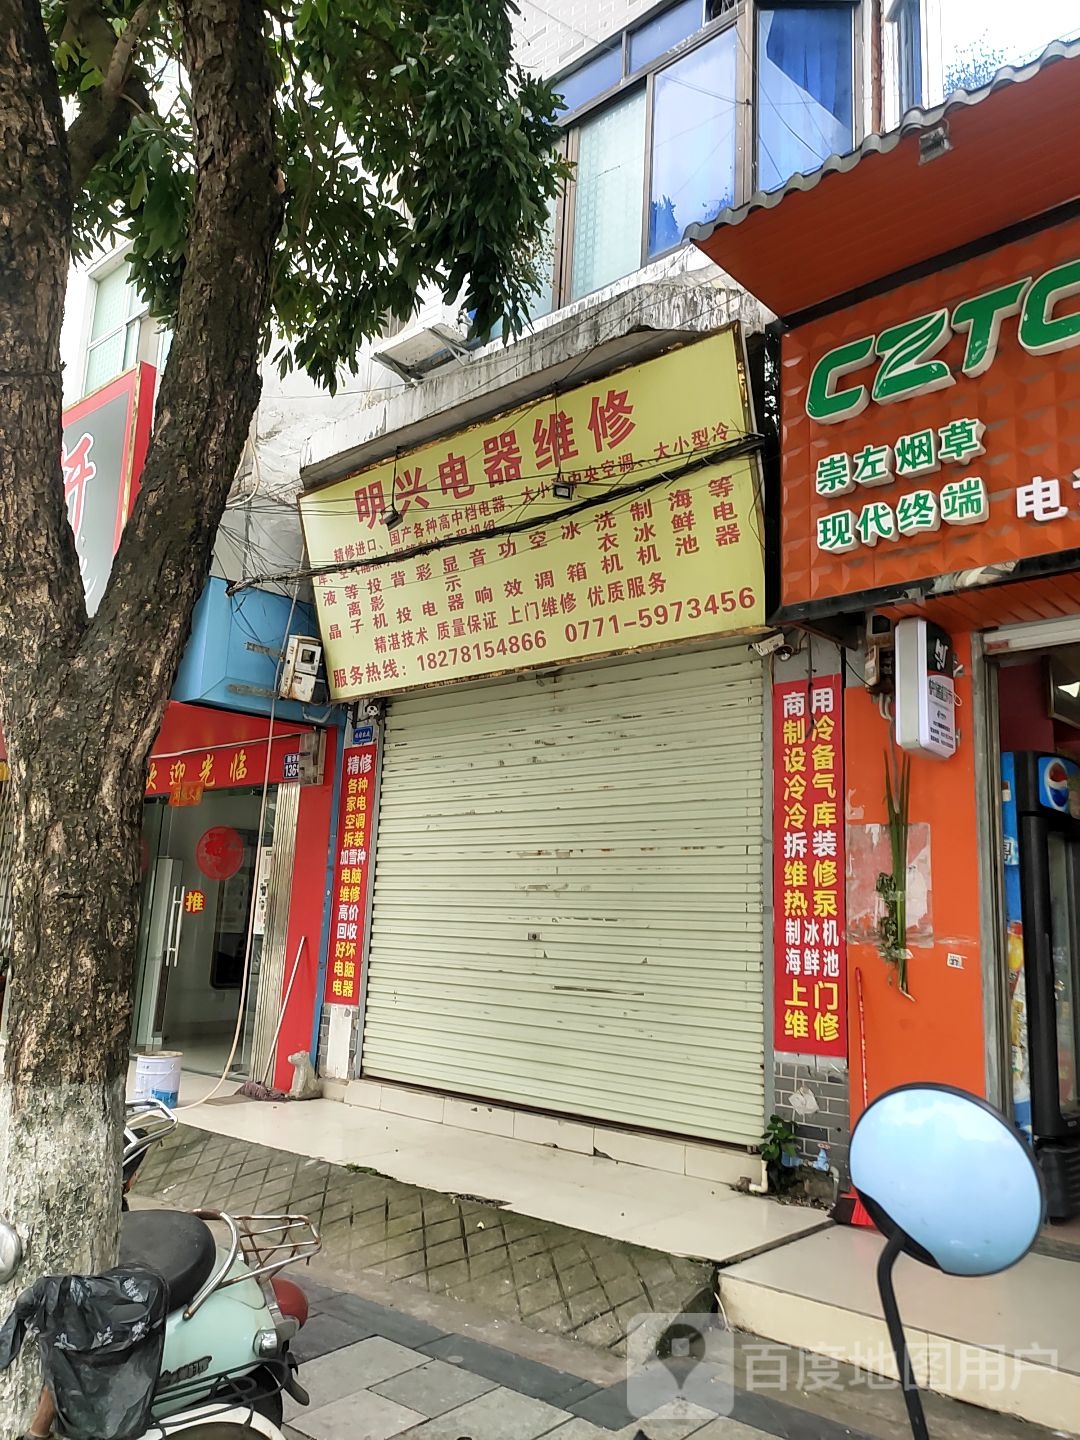 明兴电器维修
精修进口、国产各种高中档电器、大小型中央空调、大小型冷
液晶
等离子
投影机
背投
彩电
显示器
音响
功效
空调
冰箱
洗衣机
制冰机
海鲜池
等电器
精湛技术 质量保证 上门维修 优质服务
服务热线：18278154866 0771-5973456
CZTC
崇左烟草
现代终端
电
欢迎光临
136
推
精修
各种
家电
空调
拆装
加雪种
电脑
维修
高价
回收
好坏
电脑
电器
商用
制冷
设备
冷气
冷库
拆装
维修
热泵
制冰机
海鲜池
上门
维修
百度地图用户